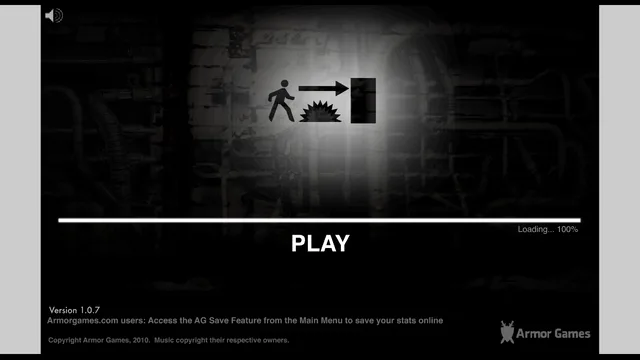 Loading... 100%
PLAY
Version 1.0.7
Armorgames.com users: Access the AG Save Feature from the Main Menu to save your stats online
Armor Games
Copyright Armor Games, 2010. Music copyright their respective owners.